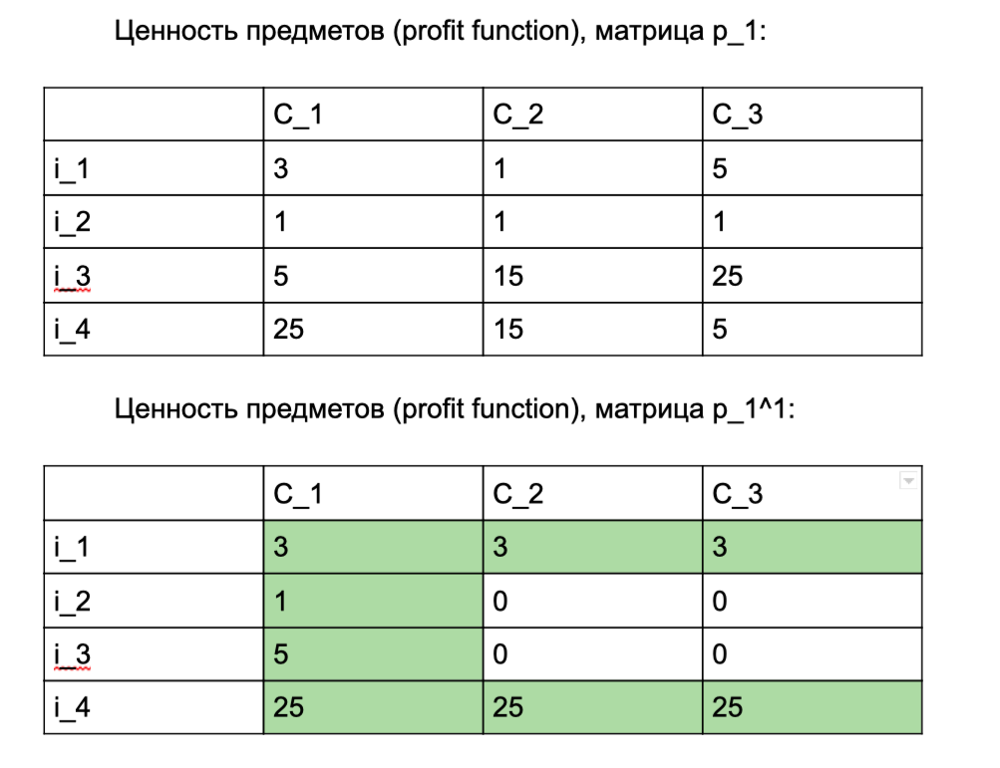 Ценность предметов (profit function), матрица p_1:
C_1 C_2 C_3
i_1 3 1 5
i_2 1 1 1
i_3 5 15 25
i_4 25 15 5
Ценность предметов (profit function), матрица p_1^1:
C_1 C_2 C_3
i_1 3 3 3
i_2 1 0 0
i_3 5 0 0
i_4 25 25 25